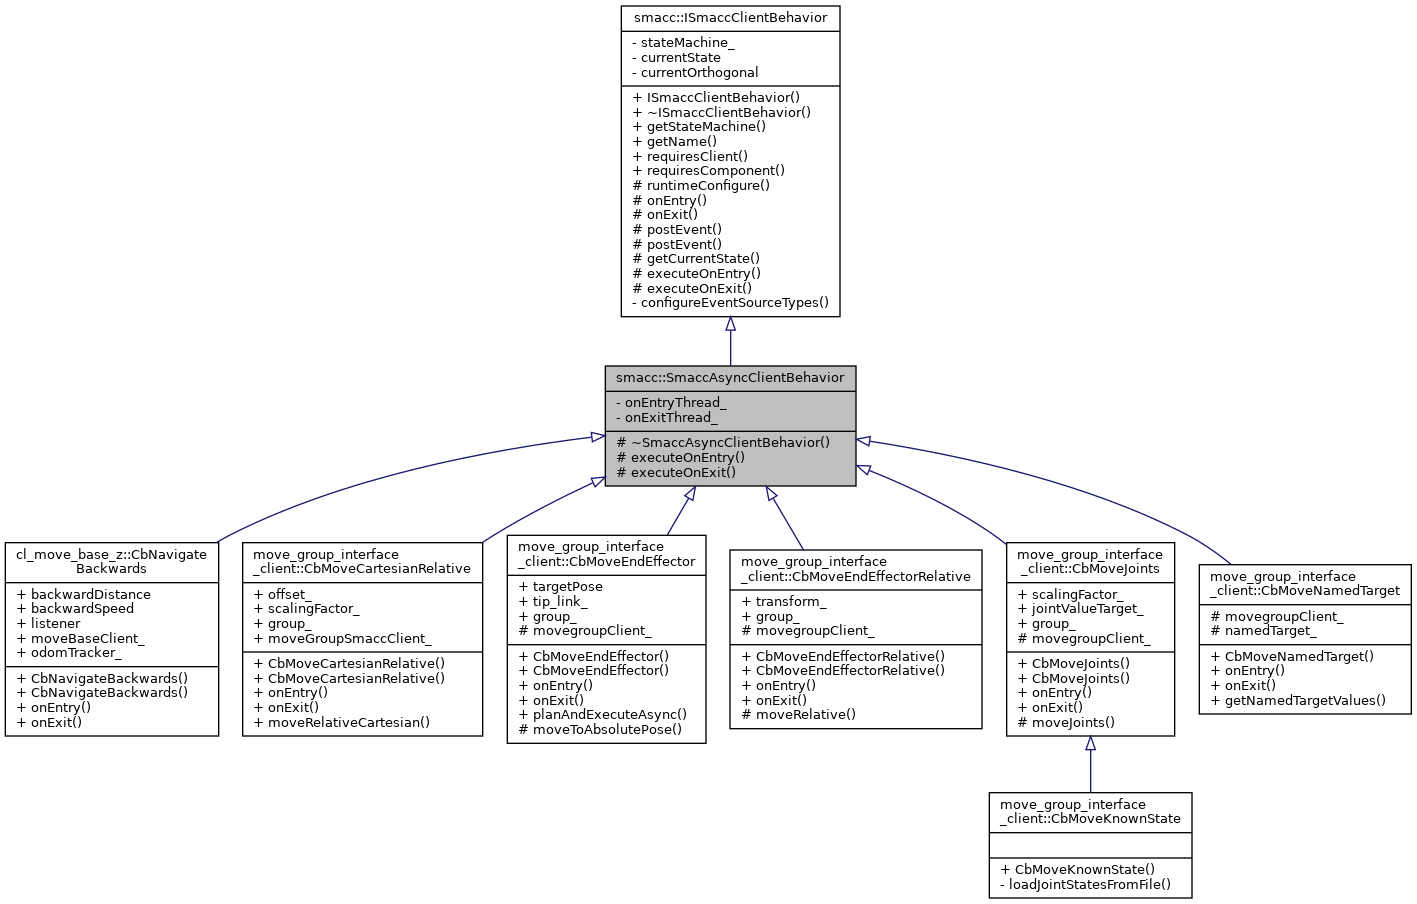 smacc::ISmaccClientBehavior
- stateMachine_
- currentState
- currentOrthogonal
+ ISmaccClientBehavior()
+ ~ISmaccClientBehavior()
+ getStateMachine()
+ getName()
+ requiresClient()
+ requiresComponent()
# runtimeConfigure()
# onEntry()
# onExit()
# postEvent()
# postEvent()
# getCurrentState()
# executeOnEntry()
# executeOnExit()
- configureEventSourceTypes()
smacc::SmaccAsyncClientBehavior
- onEntryThread_
- onExitThread_
# ~SmaccAsyncClientBehavior()
# executeOnEntry()
# executeOnExit()
cl_move_base_z::CbNavigate
Backwards
+ backwardDistance
+ backwardSpeed
+ listener
+ moveBaseClient_
+ odomTracker_
+ CbNavigateBackwards()
+ CbNavigateBackwards()
+ onEntry()
+ onExit()
move_group_interface
_client::CbMoveCartesianRelative
+ offset_
+ scalingFactor_
+ group_
+ moveGroupSmaccClient_
+ CbMoveCartesianRelative()
+ CbMoveCartesianRelative()
+ onEntry()
+ onExit()
+ moveRelativeCartesian()
move_group_interface
_client::CbMoveEndEffector
+ targetPose
+ tip_link_
+ group_
# movegroupClient_
+ CbMoveEndEffector()
+ CbMoveEndEffector()
+ onEntry()
+ onExit()
+ planAndExecuteAsync()
# moveToAbsolutePose()
move_group_interface
_client::CbMoveEndEffectorRelative
+ transform_
+ group_
# movegroupClient_
+ CbMoveEndEffectorRelative()
+ CbMoveEndEffectorRelative()
+ onEntry()
+ onExit()
# moveRelative()
move_group_interface
_client::CbMoveJoints
+ scalingFactor_
+ jointValueTarget_
+ group_
# movegroupClient_
+ CbMoveJoints()
+ CbMoveJoints()
+ onEntry()
+ onExit()
# moveJoints()
move_group_interface
_client::CbMoveNamedTarget
# movegroupClient_
# namedTarget_
+ CbMoveNamedTarget()
+ onEntry()
+ onExit()
+ getNamedTargetValues()
move_group_interface
_client::CbMoveKnownState
+ CbMoveKnownState()
- loadJointStatesFromFile()